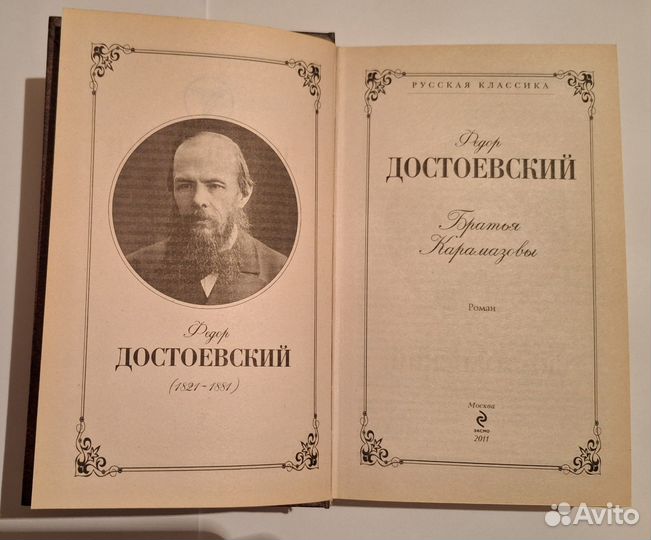 Федор
ДОСТОЕВСКИЙ
(1821–1881)
РУССКАЯ КЛАССИКА
Федор
ДОСТОЕВСКИЙ
Братья
Карамазовы
Роман
Москва
ЭКСМО
2011
Avito